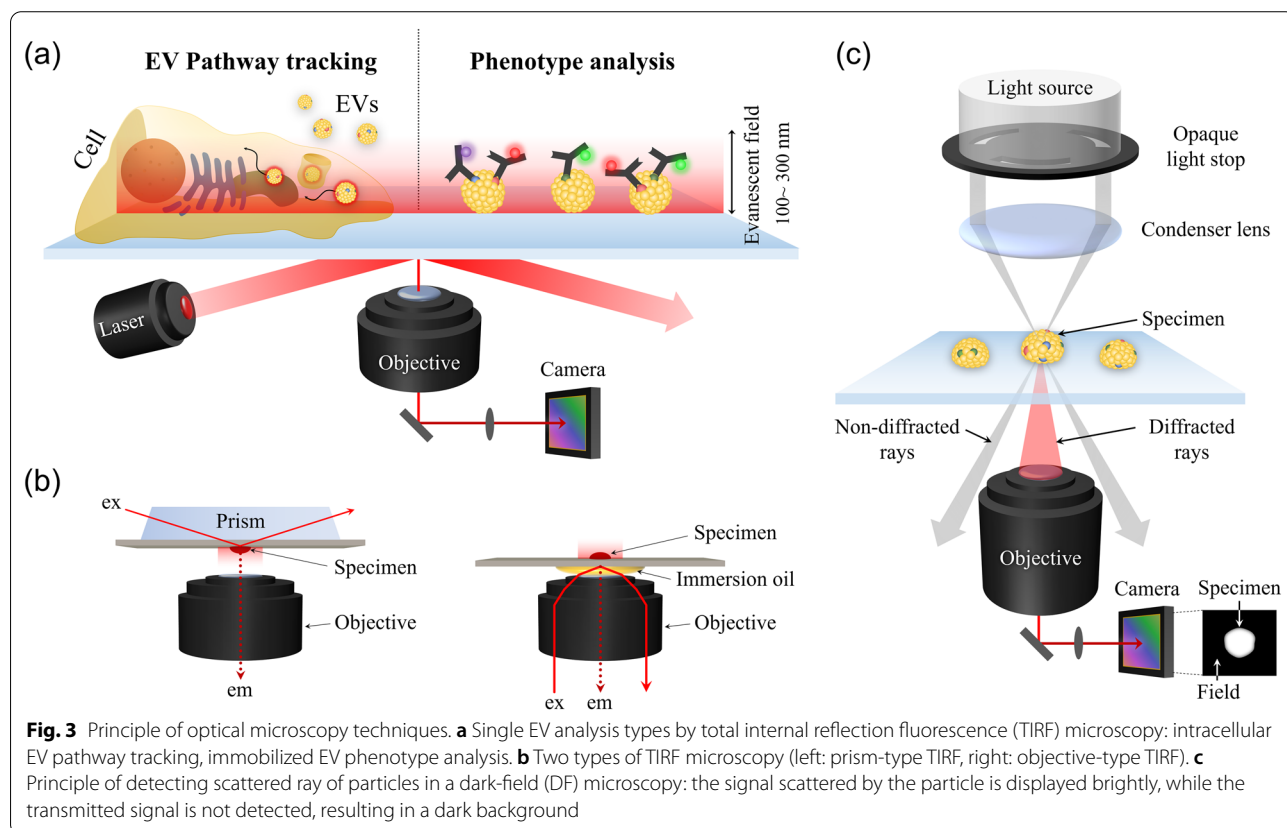 (a)
EV Pathway tracking
Phenotype analysis
EVs
Cell
Evanescent field
100~ 300 nm
Laser
Objective
Camera
(b)
ex
Prism
Specimen
Objective
em
Specimen
Immersion oil
Objective
ex
em
(c)
Light source
Opaque
light stop
Condenser lens
Specimen
Non-diffracted
rays
Diffracted
rays
Objective
Camera
Specimen
Field
Fig. 3 Principle of optical microscopy techniques. a Single EV analysis types by total internal reflection fluorescence (TIRF) microscopy: intracellular
EV pathway tracking, immobilized EV phenotype analysis. b Two types of TIRF microscopy (left: prism-type TIRF, right: objective-type TIRF). c
Principle of detecting scattered ray of particles in a dark-field (DF) microscopy: the signal scattered by the particle is displayed brightly, while the
transmitted signal is not detected, resulting in a dark background